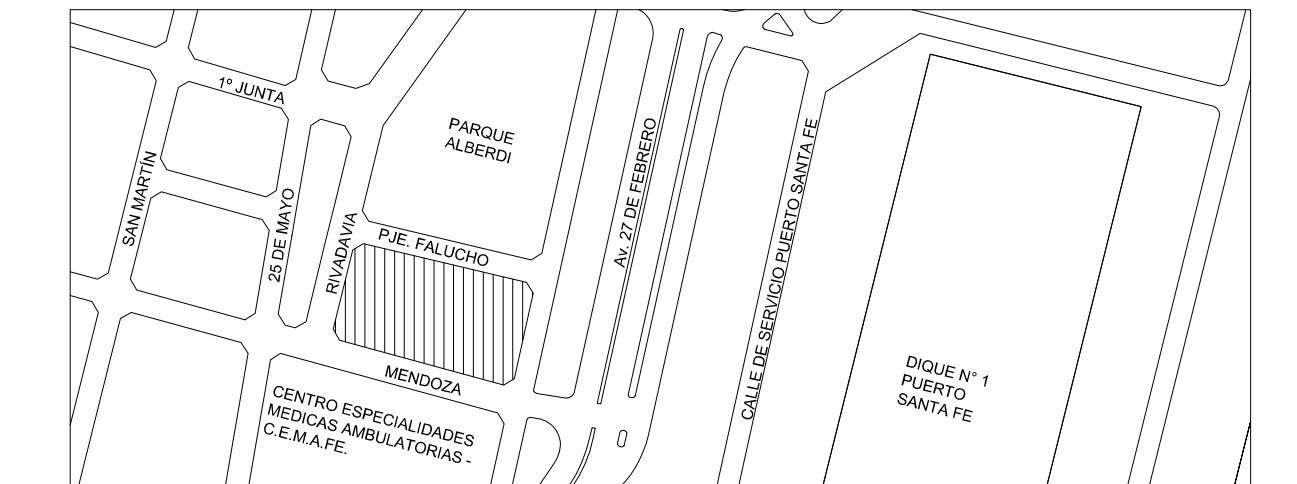 1º JUNTA
PARQUE
ALBERDI
SAN MARTÍN
25 DE MAYO
RIVADAVIA
PJE. FALUCHO
Av. 27 DE FEBRERO
CALLE DE SERVICIO PUERTO SANTA FE
MENDOZA
DIQUE N° 1
PUERTO
SANTA FE
CENTRO ESPECIALIDADES
MEDICAS AMBULATORIAS -
C.E.M.A.FE.